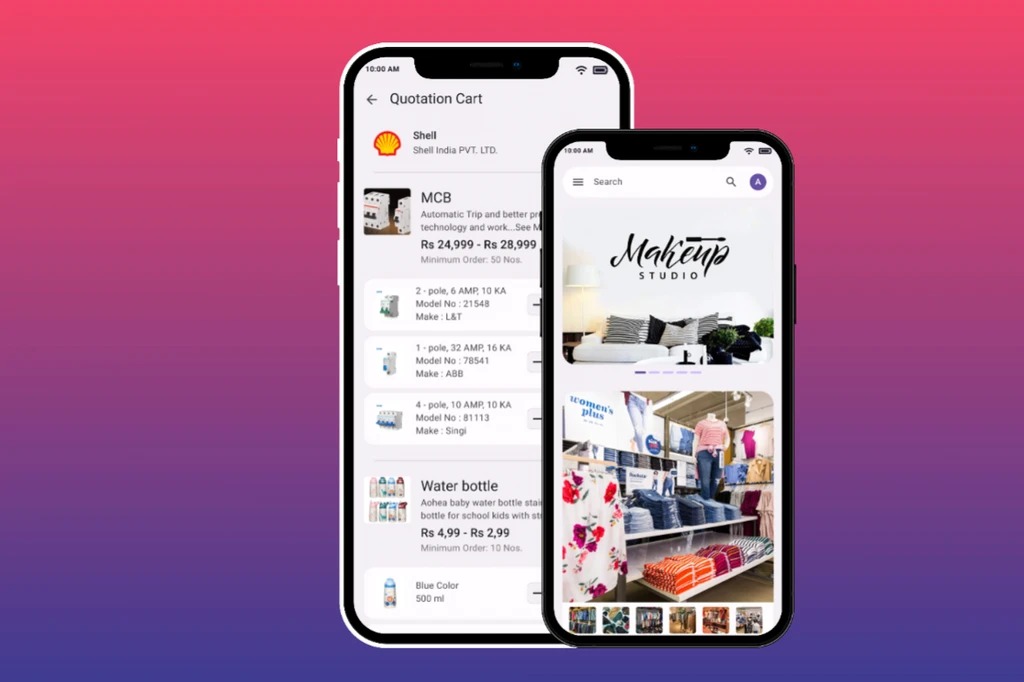 10:00 AM
Quotation Cart
Shell
Shell India PVT. LTD.
MCB
Automatic Trip and better pr
technology and work...See M
Rs 24,999 - Rs 28,999
Minimum Order: 50 Nos.
2 - pole, 6 AMP, 10 KA
Model No : 21548
Make : L&T
1 - pole, 32 AMP, 16 KA
Model No : 78541
Make : ABB
4 - pole, 10 AMP, 10 KA
Model No : 81113
Make : Singi
Water bottle
Aohea baby water bottle stai
bottle for school kids with st
Rs 4,99 - Rs 2,99
Minimum Order: 10 Nos.
Blue Color
500 ml
10:00 AM
Search
A
Makeup
STUDIO
women's
plus